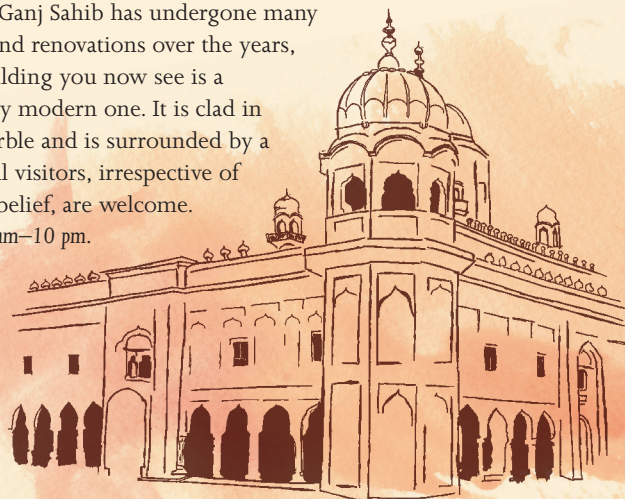 Ganj Sahib has undergone many
nd renovations over the years,
lding you now see is a
y modern one. It is clad in
rble and is surrounded by a
l visitors, irrespective of
belief, are welcome.
am–10 pm.